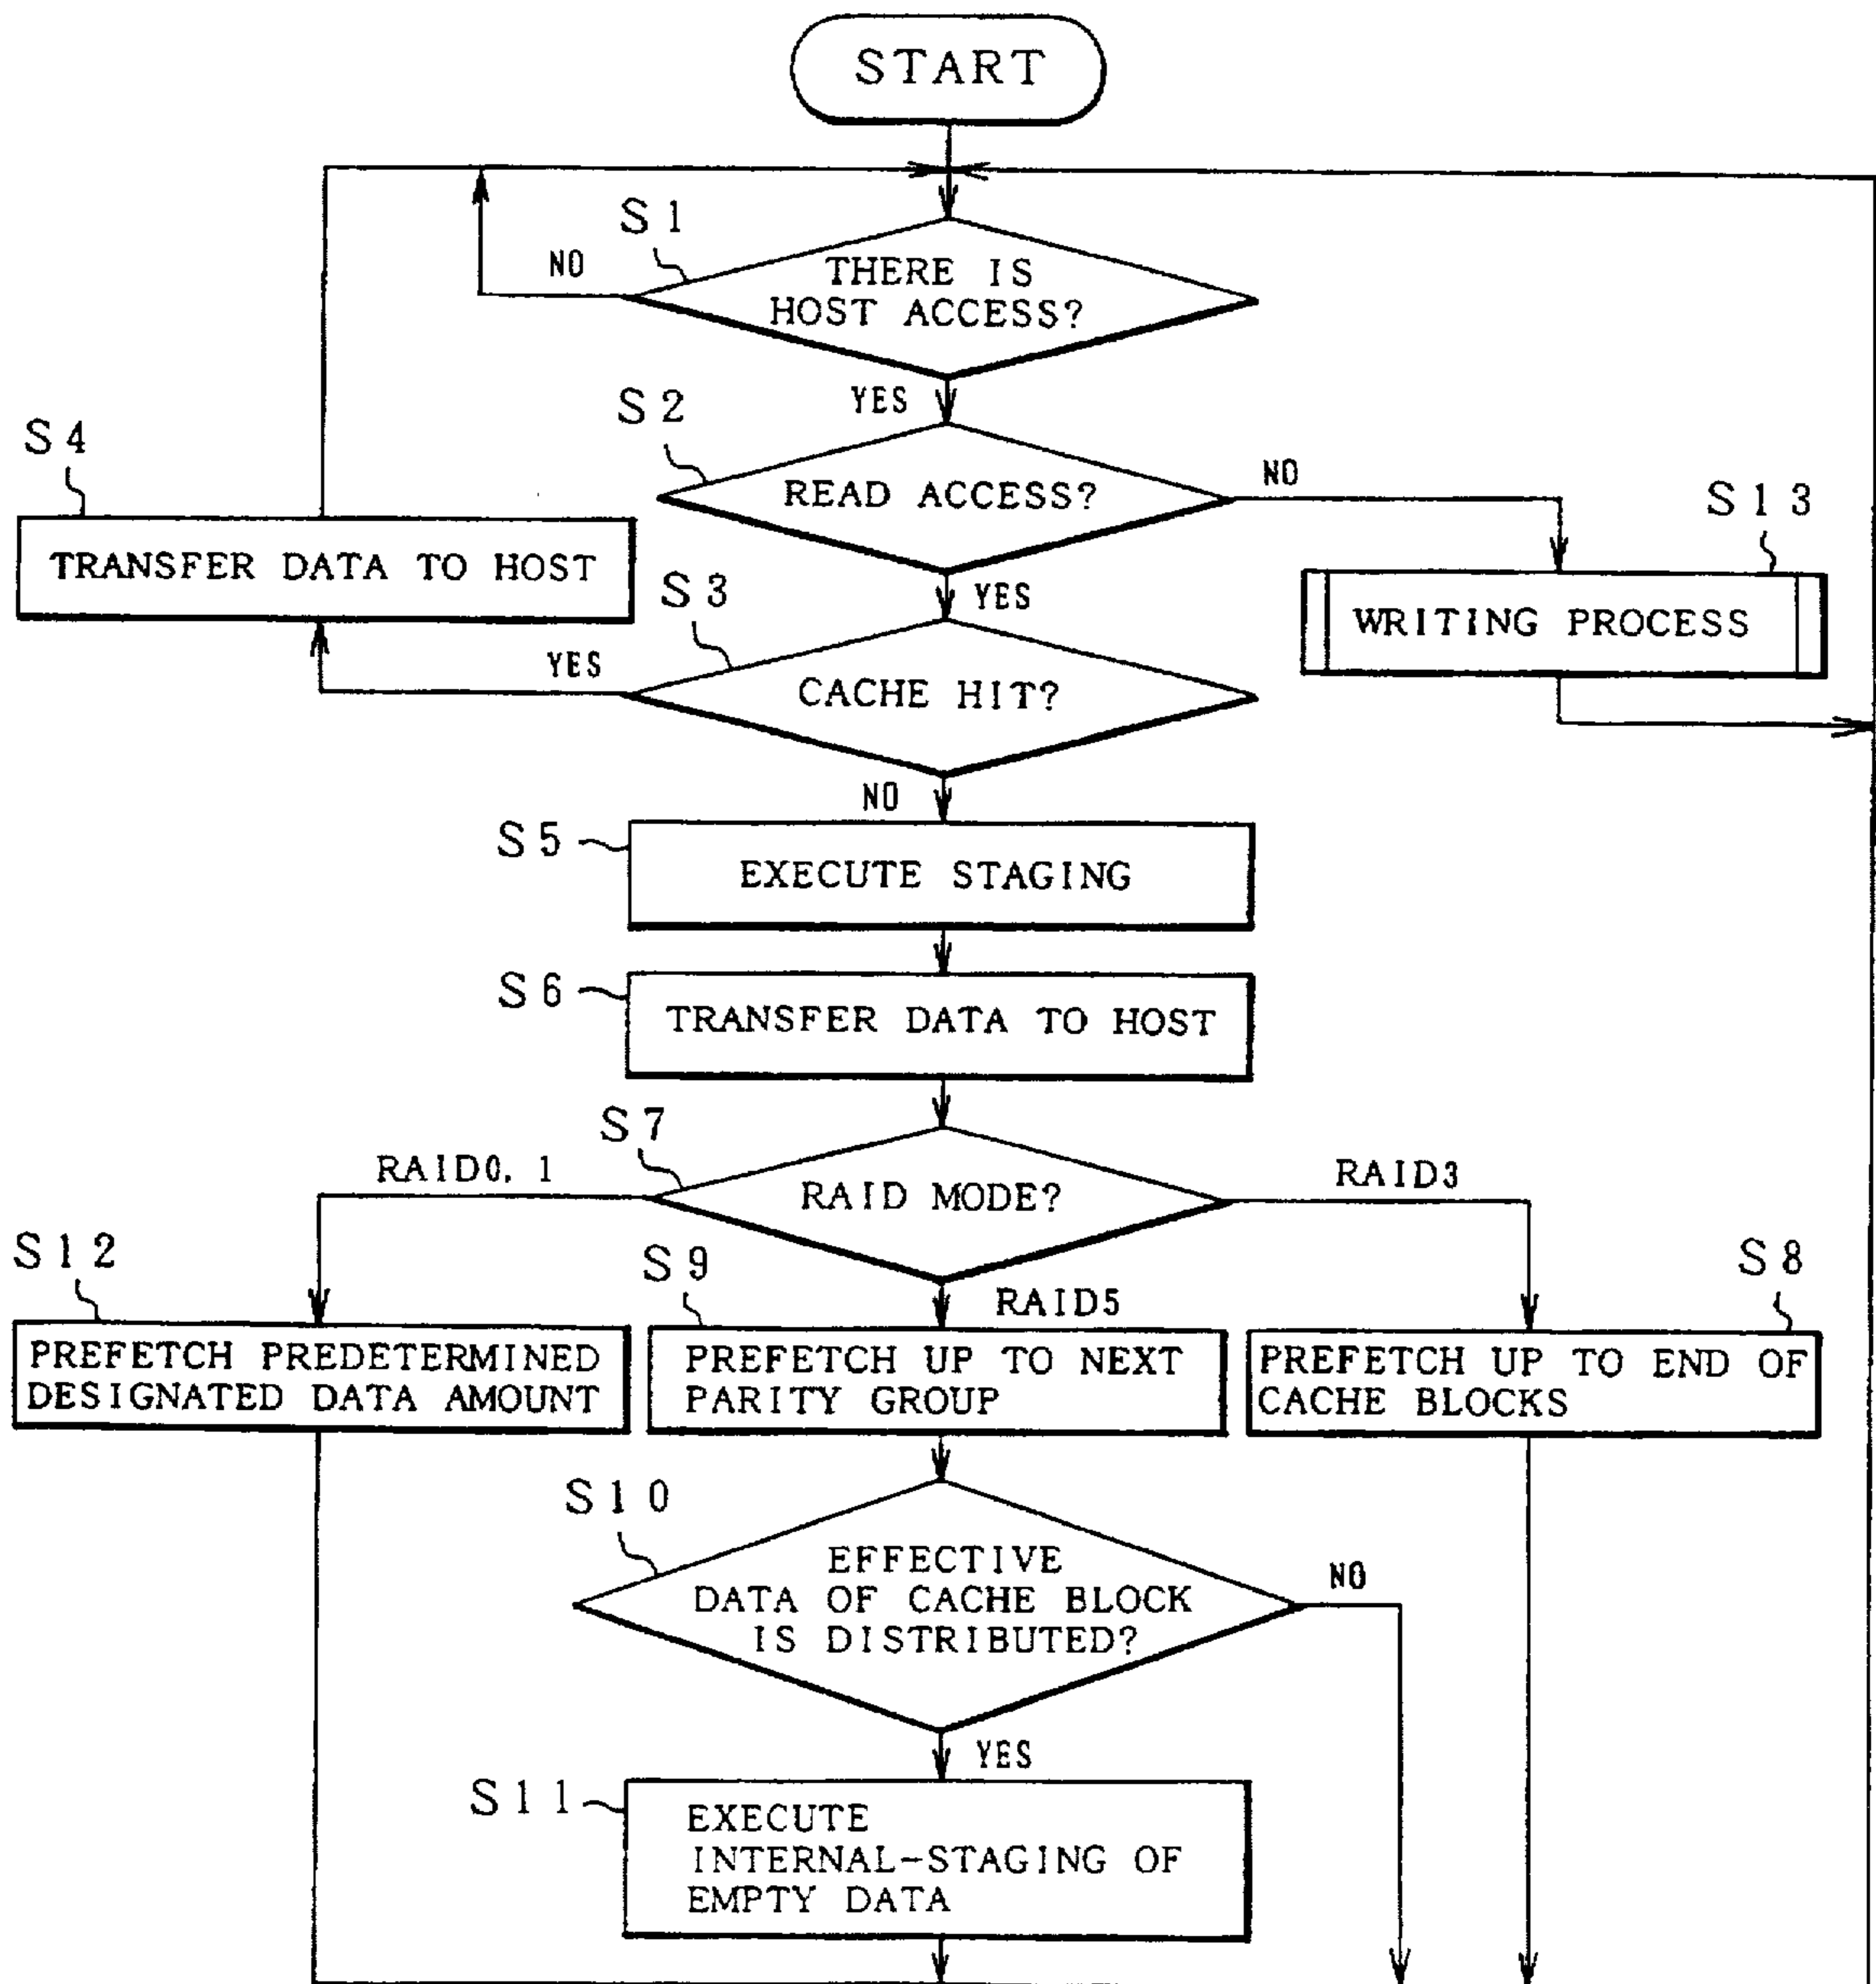 START
S1
NO
THERE IS
HOST ACCESS?
YES
S2
READ ACCESS?
NO
S4
TRANSFER DATA TO HOST
S13
WRITING PROCESS
YES
S3
CACHE HIT?
YES
NO
S5
EXECUTE STAGING
S6
TRANSFER DATA TO HOST
S7
RAID MODE?
RAID0, 1
RAID3
RAID5
S12
PREFETCH PREDETERMINED
DESIGNATED DATA AMOUNT
S9
PREFETCH UP TO NEXT
PARITY GROUP
S8
PREFETCH UP TO END OF
CACHE BLOCKS
S10
EFFECTIVE
DATA OF CACHE BLOCK
IS DISTRIBUTED?
NO
YES
S11
EXECUTE
INTERNAL-STAGING OF
EMPTY DATA